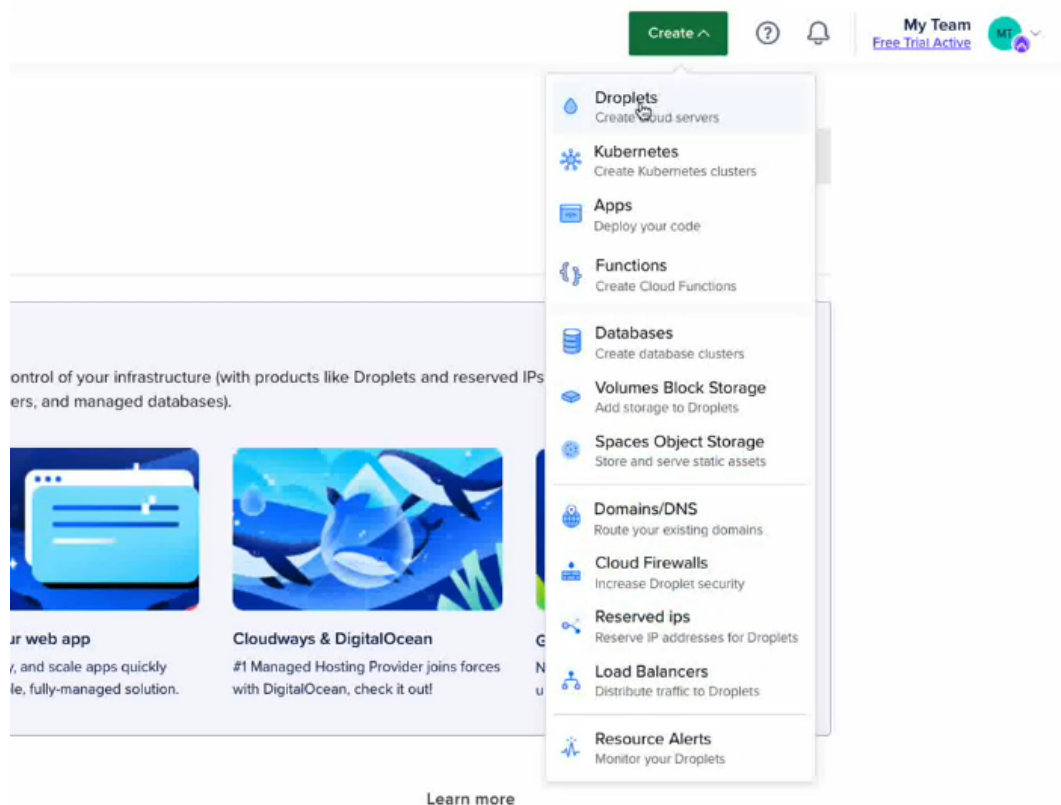 Create
My Team
Free Trial Active
MT
Droplets
Create Cloud servers
Kubernetes
Create Kubernetes clusters
Apps
Deploy your code
Functions
Create Cloud Functions
Databases
Create database clusters
Volumes Block Storage
Add storage to Droplets
Spaces Object Storage
Store and serve static assets
Domains/DNS
Route your existing domains
Cloud Firewalls
Increase Droplet security
Reserved ips
Reserve IP addresses for Droplets
Load Balancers
Distribute traffic to Droplets
Resource Alerts
Monitor your Droplets
ontrol of your infrastructure (with products like Droplets and reserved IPs
ers, and managed databases).
ur web app
, and scale apps quickly
le, fully-managed solution.
Cloudways & DigitalOcean
#1 Managed Hosting Provider joins forces
with DigitalOcean, check it out!
G
N
u
Learn more